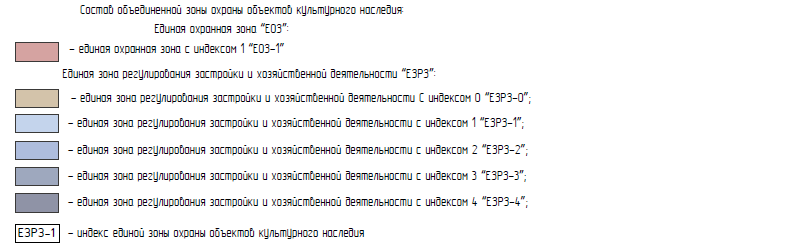 Состав объединенной зоны охраны объектов культурного наследия:
Единая охранная зона "ЕОЗ":
- единая охранная зона с индексом 1 "ЕОЗ-1"
Единая зона регулирования застройки и хозяйственной деятельности "ЕЗРЗ":
- единая зона регулирования застройки и хозяйственной деятельности С индексом 0 "ЕЗРЗ-0";
- единая зона регулирования застройки и хозяйственной деятельности с индексом 1 "ЕЗРЗ-1";
- единая зона регулирования застройки и хозяйственной деятельности с индексом 2 "ЕЗРЗ-2";
- единая зона регулирования застройки и хозяйственной деятельности с индексом 3 "ЕЗРЗ-3";
- единая зона регулирования застройки и хозяйственной деятельности с индексом 4 "ЕЗРЗ-4";
ЕЗРЗ-1 - индекс единой зоны охраны объектов культурного наследия